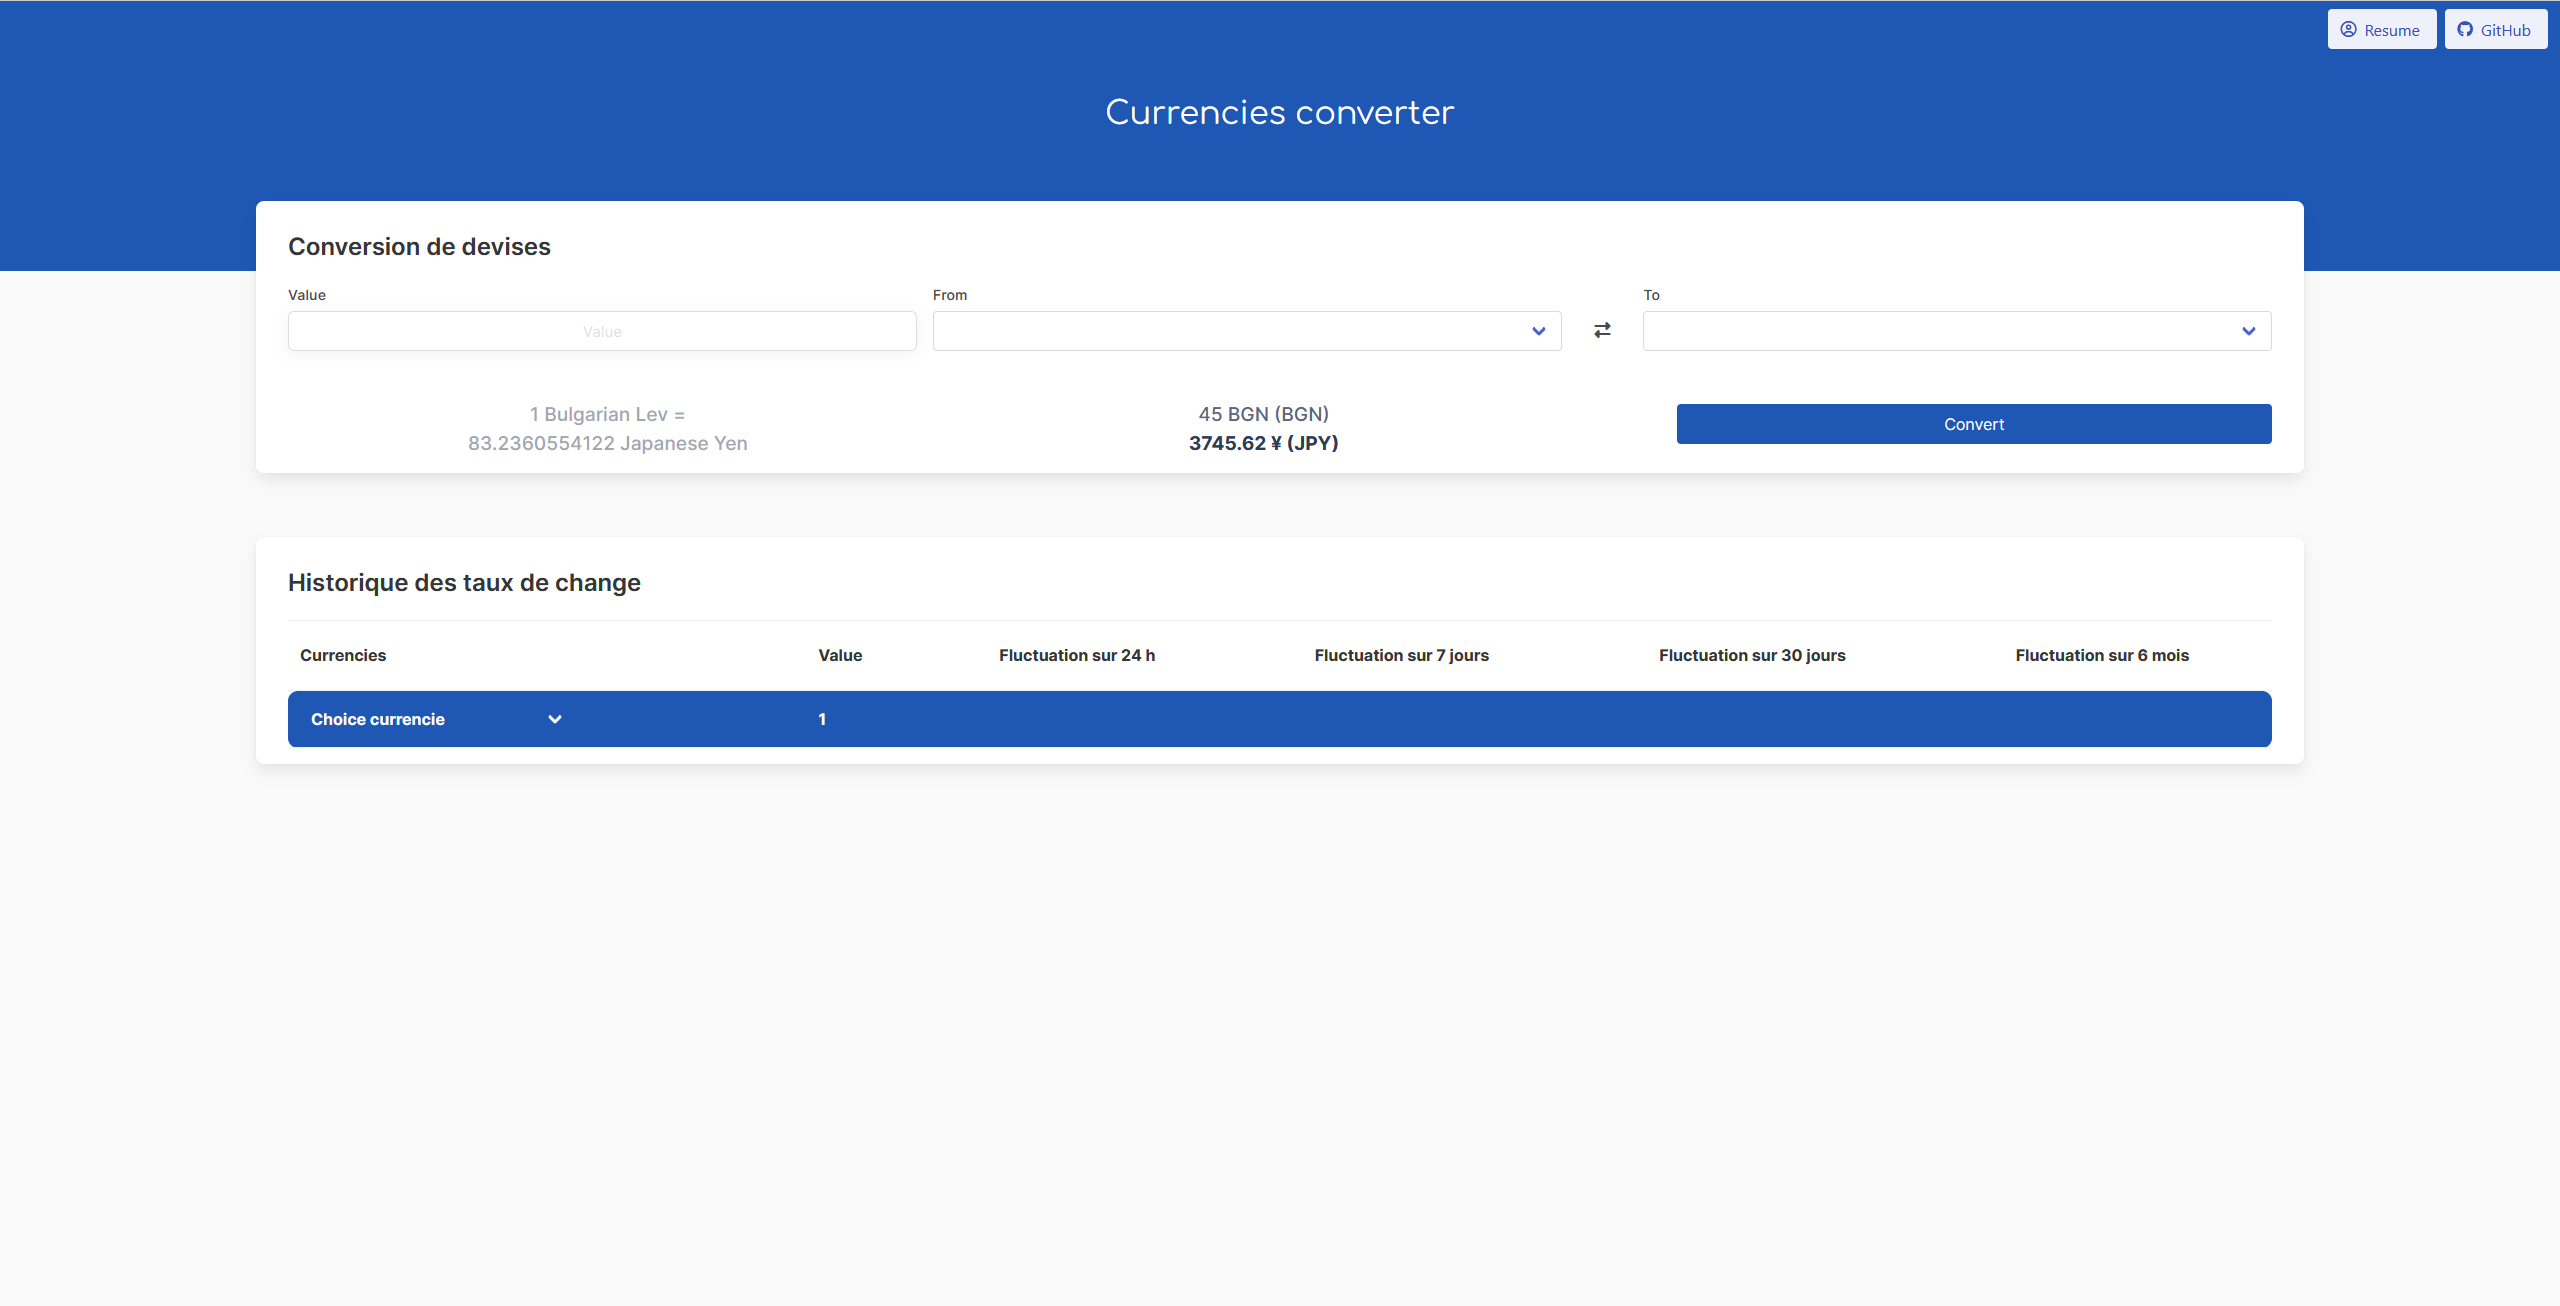 Resume
GitHub
Currencies converter
Conversion de devises
Value
From
To
Value
1 Bulgarian Lev =
83.2360554122 Japanese Yen
45 BGN (BGN)
3745.62 ¥ (JPY)
Convert
Historique des taux de change
Currencies Value Fluctuation sur 24 h Fluctuation sur 7 jours Fluctuation sur 30 jours Fluctuation sur 6 mois
Choice currencie 1